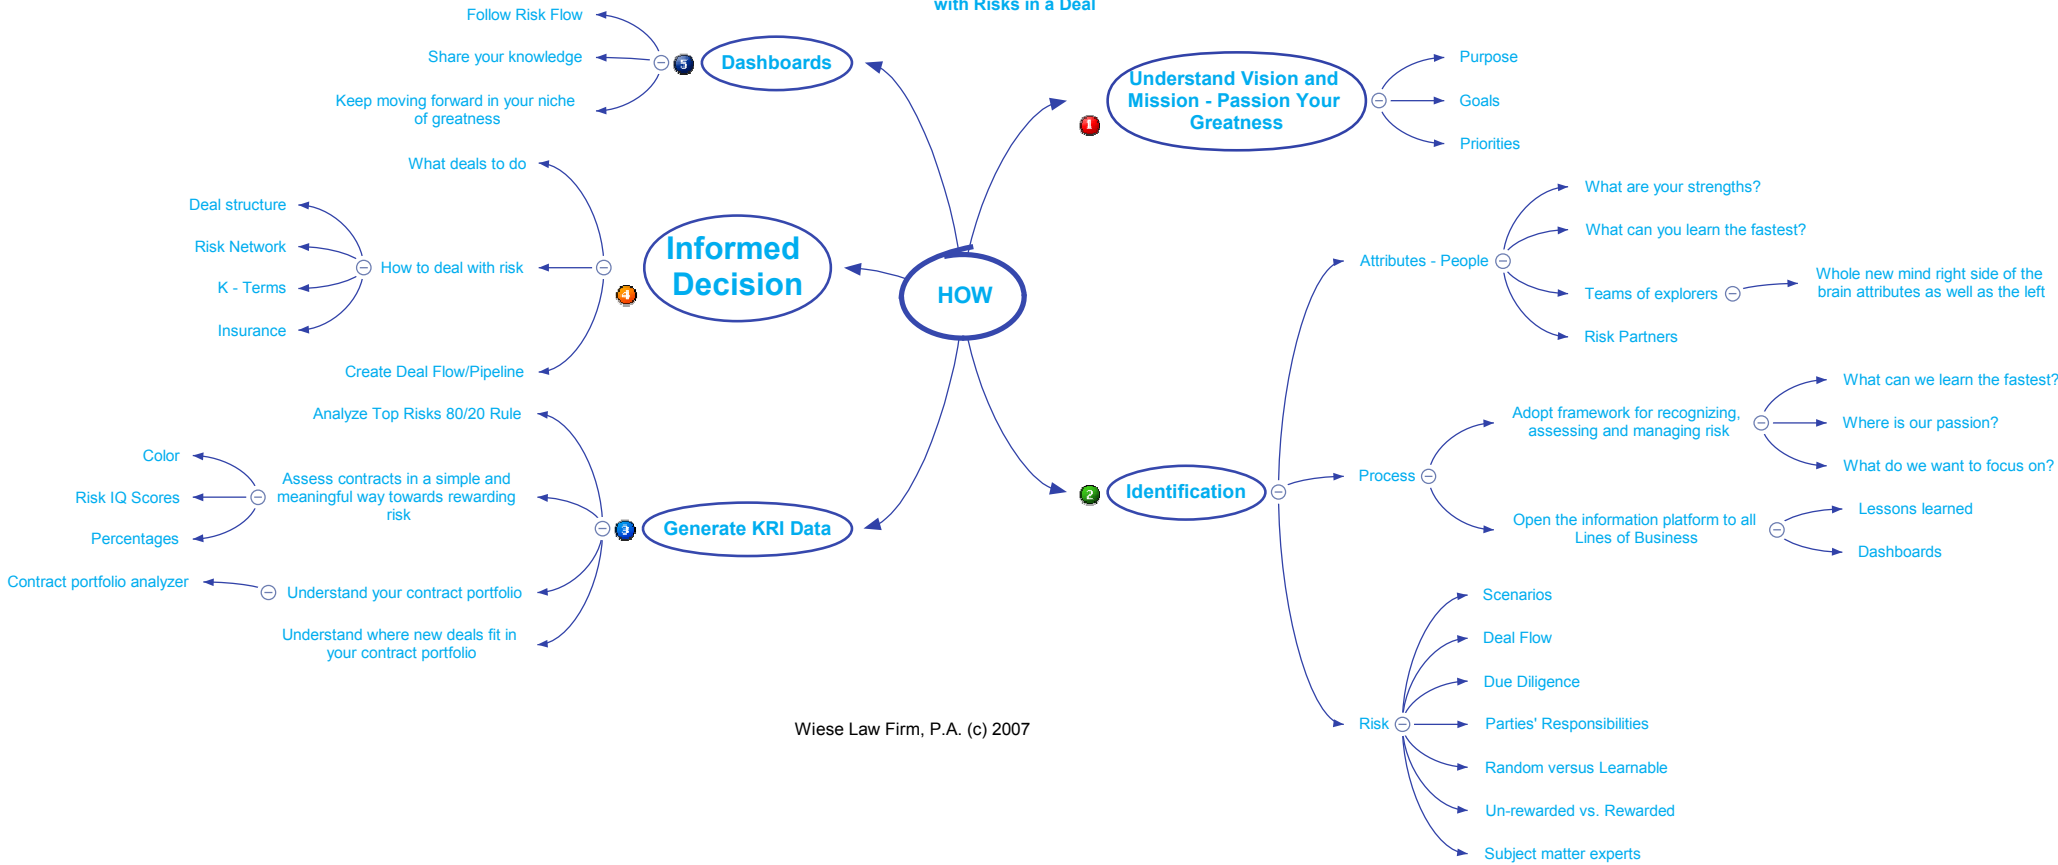 with Risks in a Deal
HOW
1
Understand Vision and
Mission - Passion Your
Greatness
Purpose
Goals
Priorities
2
Identification
Attributes - People
What are your strengths?
What can you learn the fastest?
Teams of explorers
Whole new mind right side of the
brain attributes as well as the left
Risk Partners
Process
Adopt framework for recognizing,
assessing and managing risk
What can we learn the fastest?
Where is our passion?
What do we want to focus on?
Open the information platform to all
Lines of Business
Lessons learned
Dashboards
Risk
Scenarios
Deal Flow
Due Diligence
Parties' Responsibilities
Random versus Learnable
Un-rewarded vs. Rewarded
Subject matter experts
3
Generate KRI Data
Analyze Top Risks 80/20 Rule
Assess contracts in a simple and
meaningful way towards rewarding
risk
Color
Risk IQ Scores
Percentages
Understand your contract portfolio
Contract portfolio analyzer
Understand where new deals fit in
your contract portfolio
4
Informed
Decision
What deals to do
How to deal with risk
Deal structure
Risk Network
K - Terms
Insurance
Create Deal Flow/Pipeline
5
Dashboards
Follow Risk Flow
Share your knowledge
Keep moving forward in your niche
of greatness
Wiese Law Firm, P.A. (c) 2007